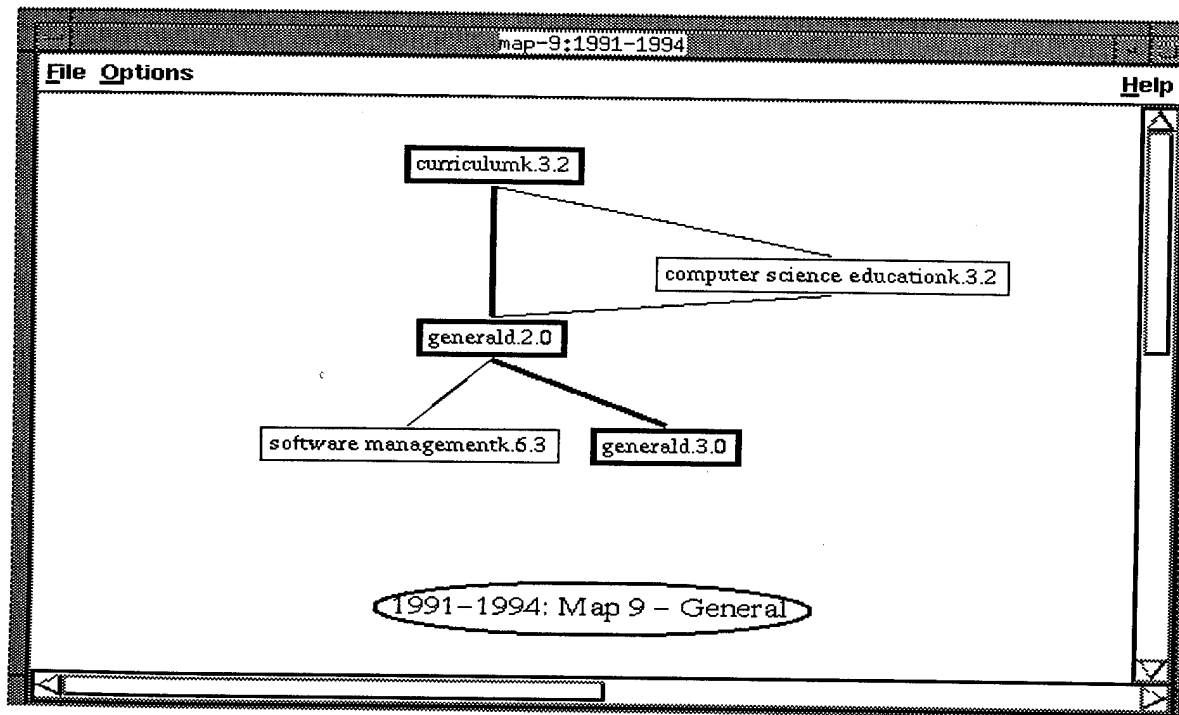 map-9:1991-1994
File Options Help
curriculumk.3.2
computer science educationk.3.2
generald.2.0
software managementk.6.3
generald.3.0
1991-1994: Map 9 - General